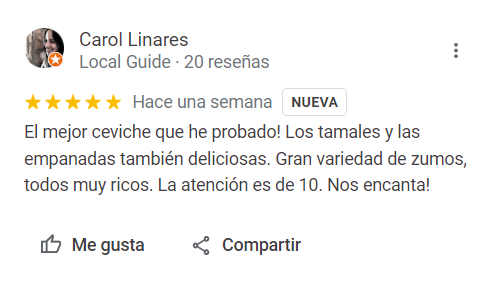 Carol Linares
Local Guide · 20 reseñas
Hace una semana NUEVA
El mejor ceviche que he probado! Los tamales y las
empanadas también deliciosas. Gran variedad de zumos,
todos muy ricos. La atención es de 10. Nos encanta!
Me gusta Compartir